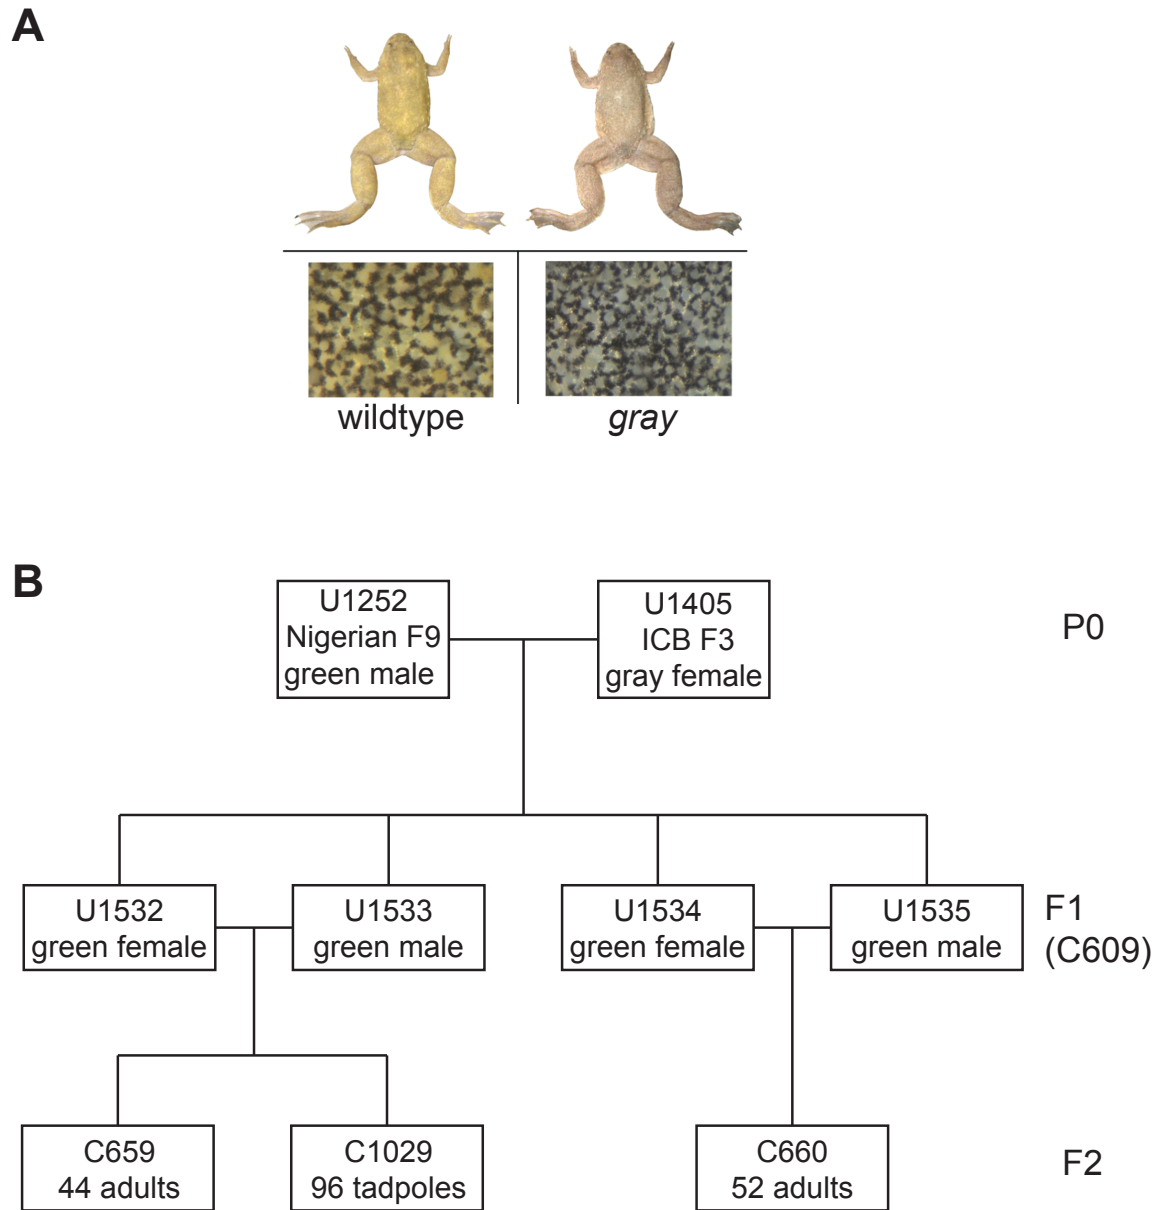 A
wildtype
gray
B
U1252
Nigerian F9
green male
U1405
ICB F3
gray female
P0
U1532
green female
U1533
green male
U1534
green female
U1535
green male
F1
(C609)
C659
44 adults
C1029
96 tadpoles
C660
52 adults
F2